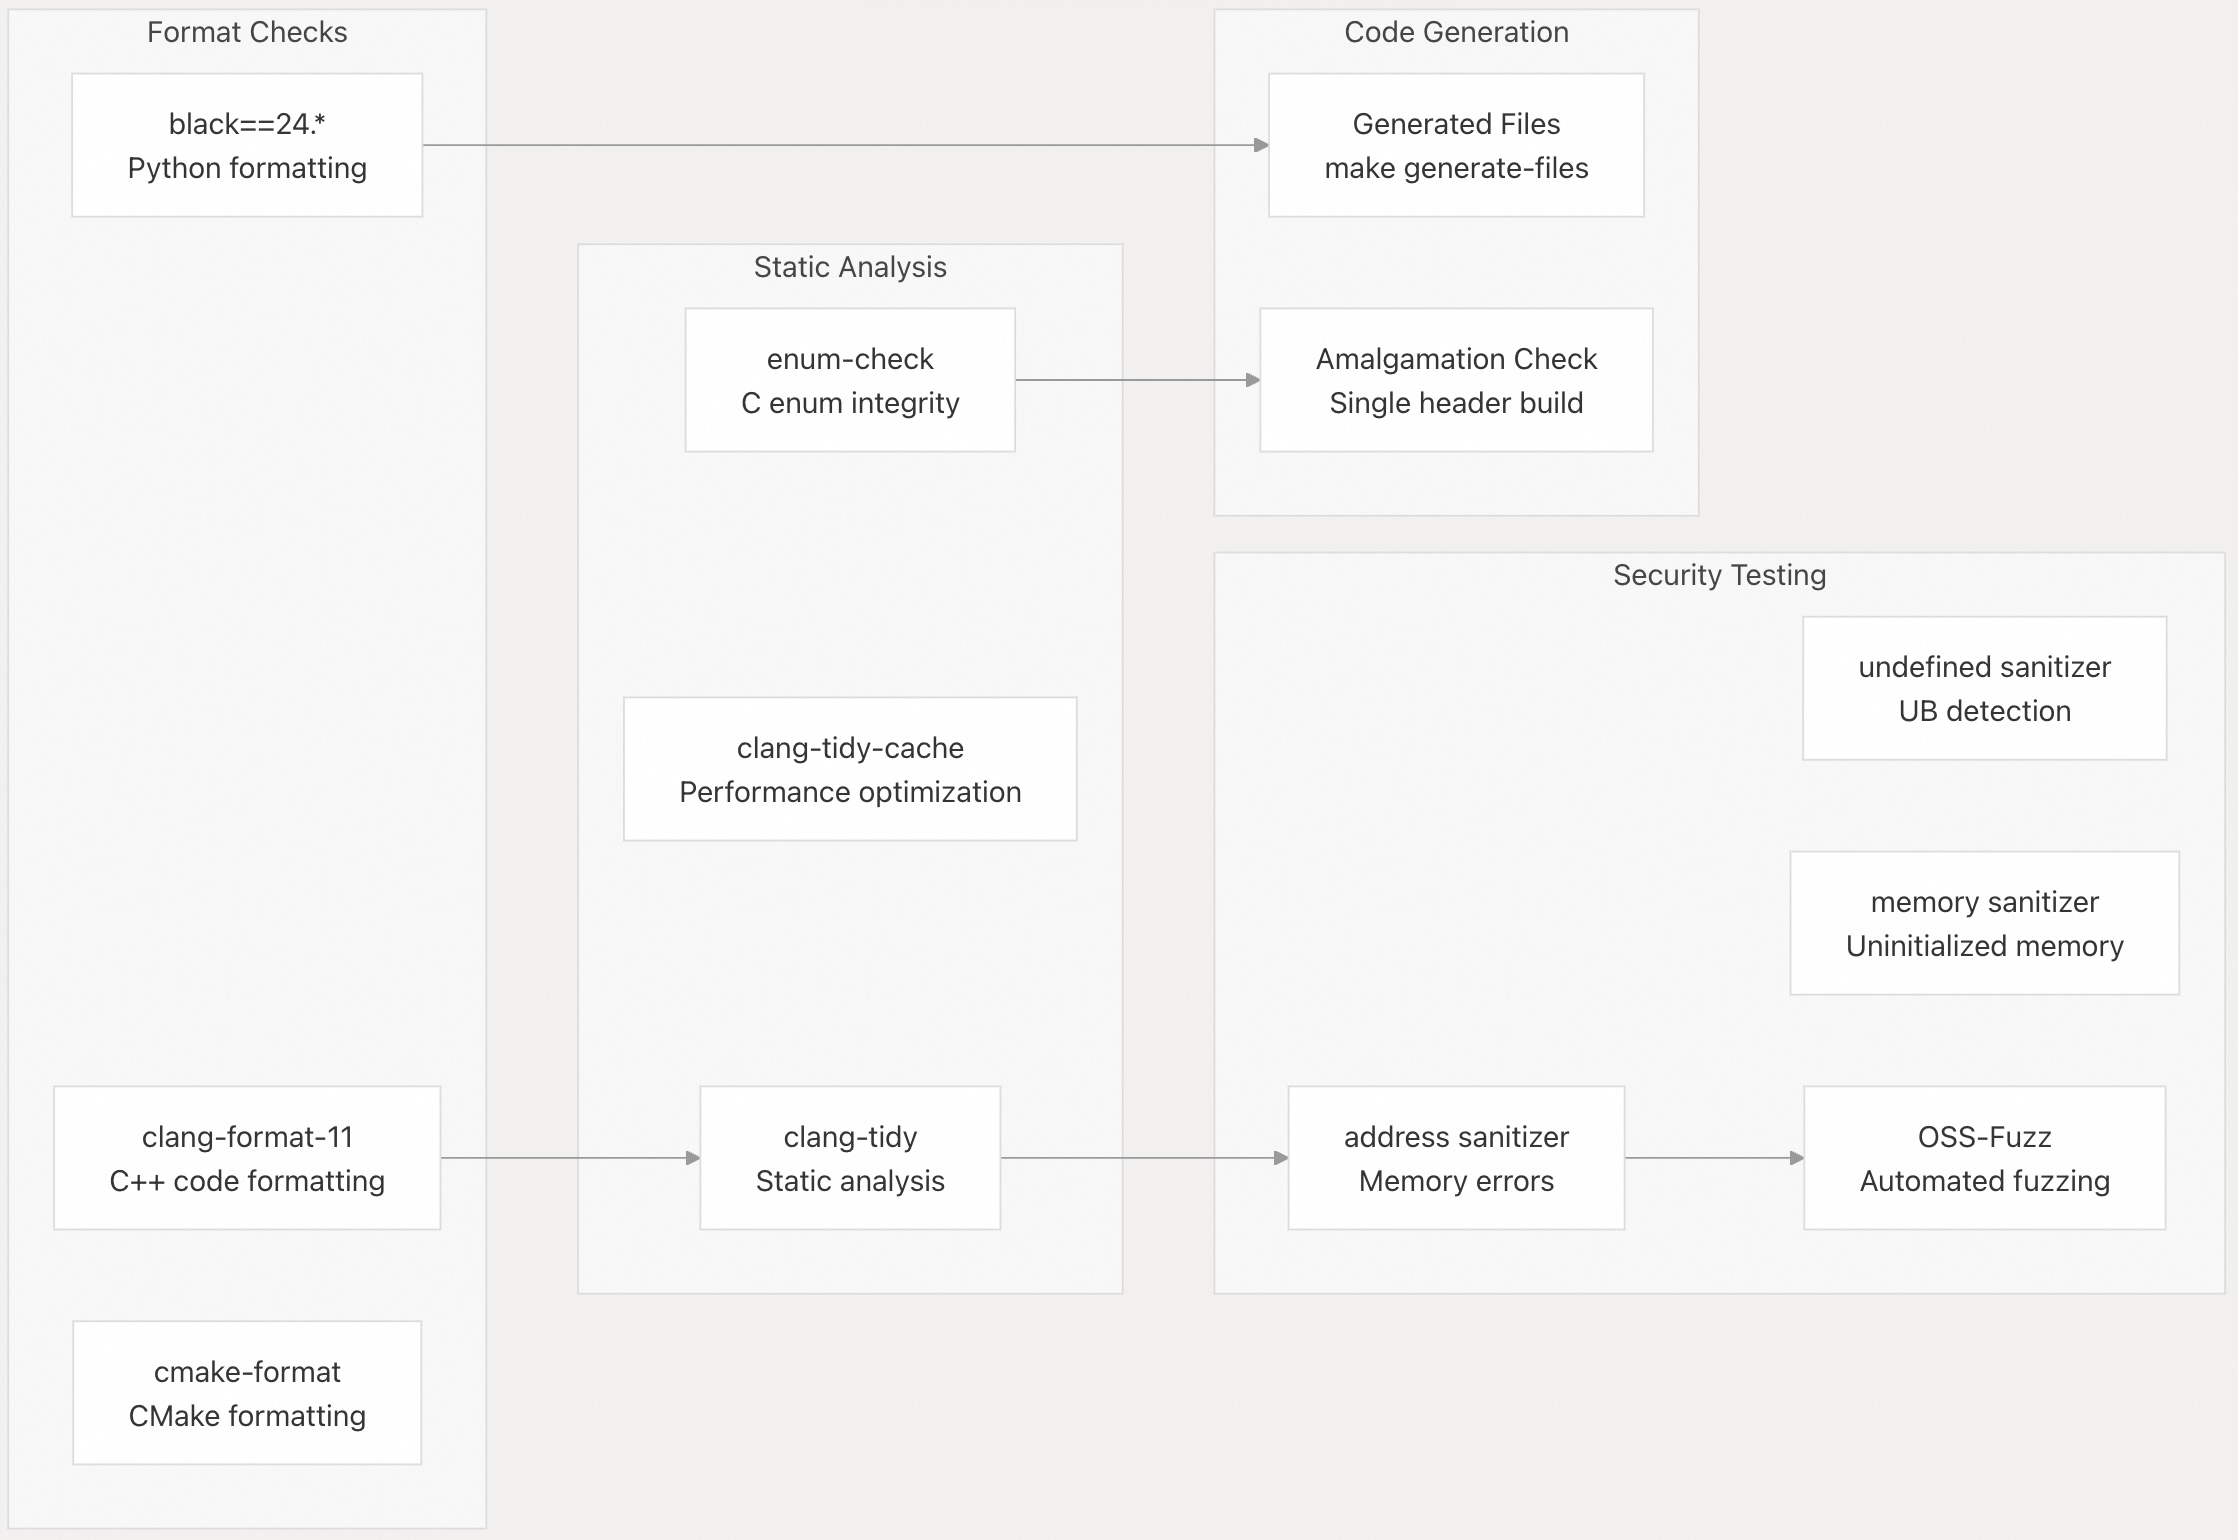 Format Checks
black==24.*
Python formatting
clang-format-11
C++ code formatting
cmake-format
CMake formatting
Static Analysis
enum-check
C enum integrity
clang-tidy-cache
Performance optimization
clang-tidy
Static analysis
Code Generation
Generated Files
make generate-files
Amalgamation Check
Single header build
Security Testing
undefined sanitizer
UB detection
memory sanitizer
Uninitialized memory
address sanitizer
Memory errors
OSS-Fuzz
Automated fuzzing